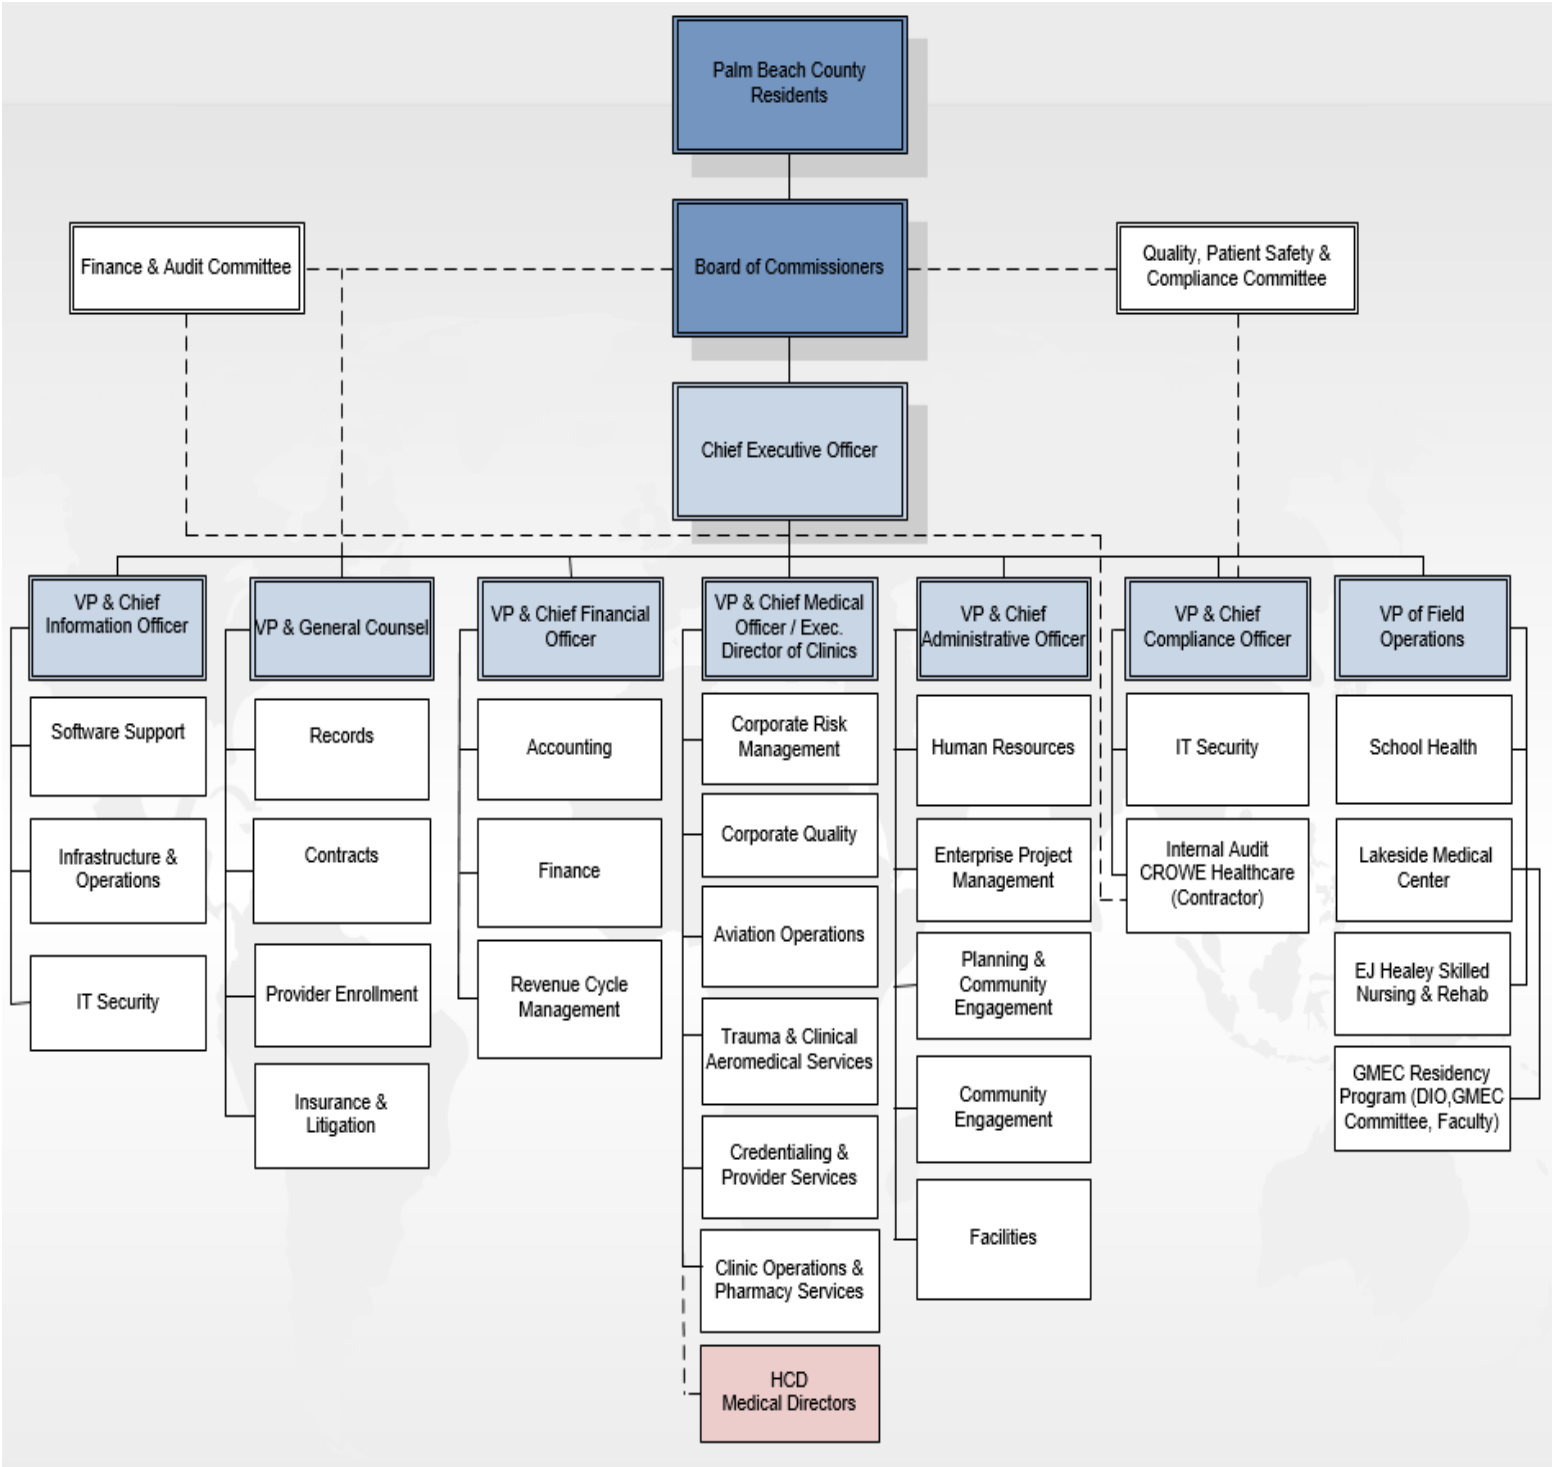 Palm Beach County
Residents
Finance & Audit Committee
Board of Commissioners
Quality, Patient Safety &
Compliance Committee
Chief Executive Officer
VP & Chief
Information Officer
VP & General Counsel
VP & Chief Financial
Officer
VP & Chief Medical
Officer / Exec.
Director of Clinics
VP & Chief
Administrative Officer
VP & Chief
Compliance Officer
VP of Field
Operations
Software Support
Infrastructure &
Operations
IT Security
Records
Contracts
Provider Enrollment
Insurance &
Litigation
Accounting
Finance
Revenue Cycle
Management
Corporate Risk
Management
Corporate Quality
Aviation Operations
Trauma & Clinical
Aeromedical Services
Credentialing &
Provider Services
Clinic Operations &
Pharmacy Services
HCD
Medical Directors
Human Resources
Enterprise Project
Management
Planning &
Community
Engagement
Community
Engagement
Facilities
IT Security
Internal Audit
CROWE Healthcare
(Contractor)
School Health
Lakeside Medical
Center
EJ Healey Skilled
Nursing & Rehab
GMEC Residency
Program (DIO,GMEC
Committee, Faculty)